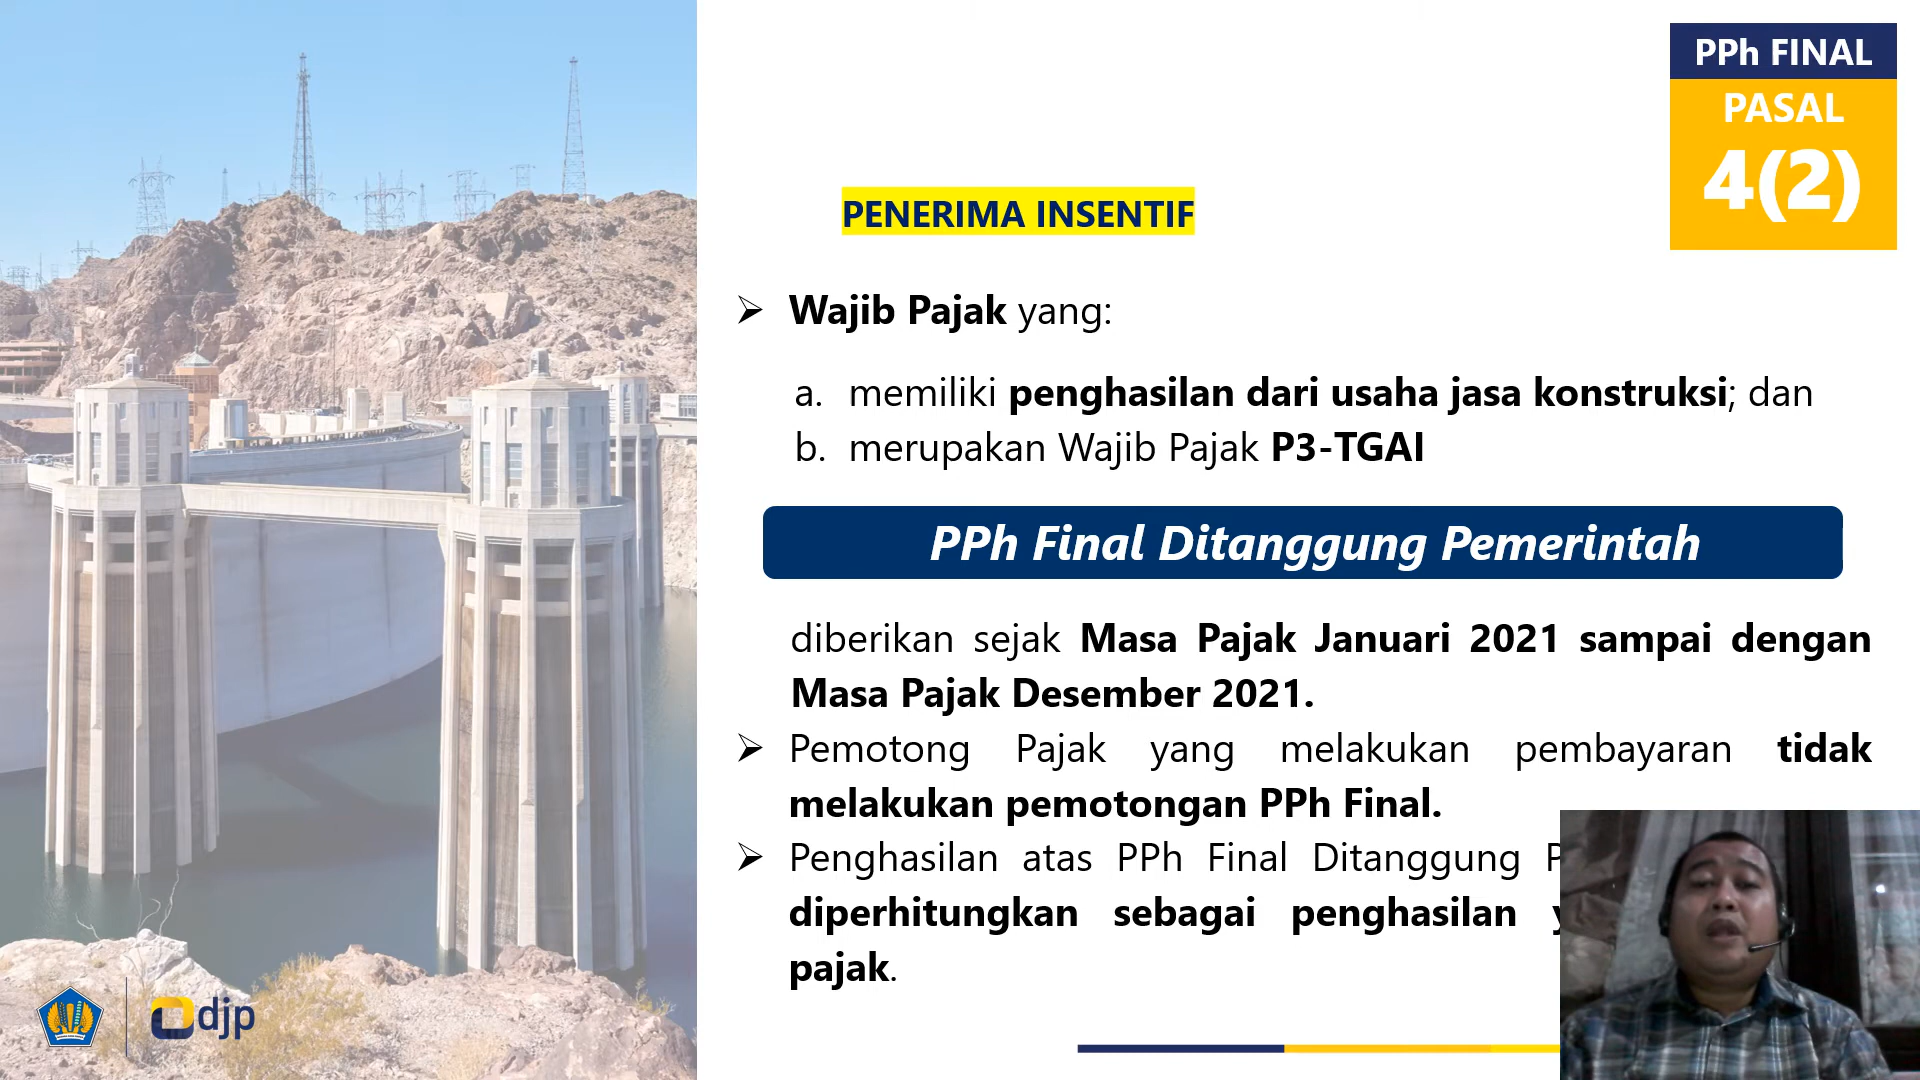 PPh FINAL
PASAL
4(2)
PENERIMA INSENTIF
Wajib Pajak yang:
a. memiliki penghasilan dari usaha jasa konstruksi; dan
b. merupakan Wajib Pajak P3-TGAI
PPh Final Ditanggung Pemerintah
diberikan sejak Masa Pajak Januari 2021 sampai dengan
Masa Pajak Desember 2021.
Pemotong Pajak yang melakukan pembayaran tidak
melakukan pemotongan PPh Final.
Penghasilan atas PPh Final Ditanggung
diperhitungkan sebagai penghasilan
pajak.
djp